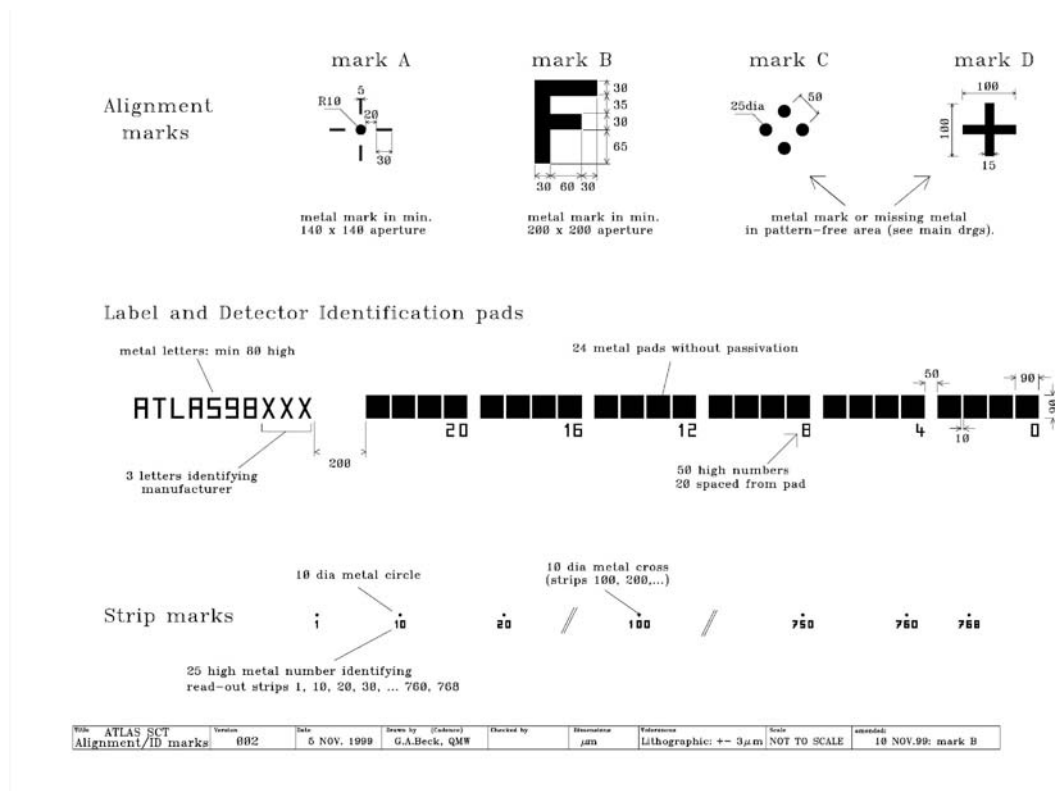 mark A
mark B
mark C
mark D
Alignment
marks
5
R10
20
30
30
35
30
65
30 60 30
25dia
50
100
100
15
metal mark in min.
140 x 140 aperture
metal mark in min.
200 x 200 aperture
metal mark or missing metal
in pattern-free area (see main drgs).
Label and Detector Identification pads
metal letters: min 80 high
24 metal pads without passivation
50
90
90
ATLAS98XXX
20 16 12 8 4 0
10
200
3 letters identifying
manufacturer
50 high numbers
20 spaced from pad
10 dia metal circle
10 dia metal cross
(strips 100, 200,...)
Strip marks
1 10 20 // 100 // 750 760 768
25 high metal number identifying
read-out strips 1, 10, 20, 30, ... 760, 768
Title ATLAS SCT
Alignment/ID marks
Version
002
Date
5 NOV. 1999
Drawn by (Cadence)
G.A.Beck, QMW
Checked by
Dimensions
μm
Tolerances
Lithographic: +- 3μm
Scale
NOT TO SCALE
amended:
10 NOV.99: mark B